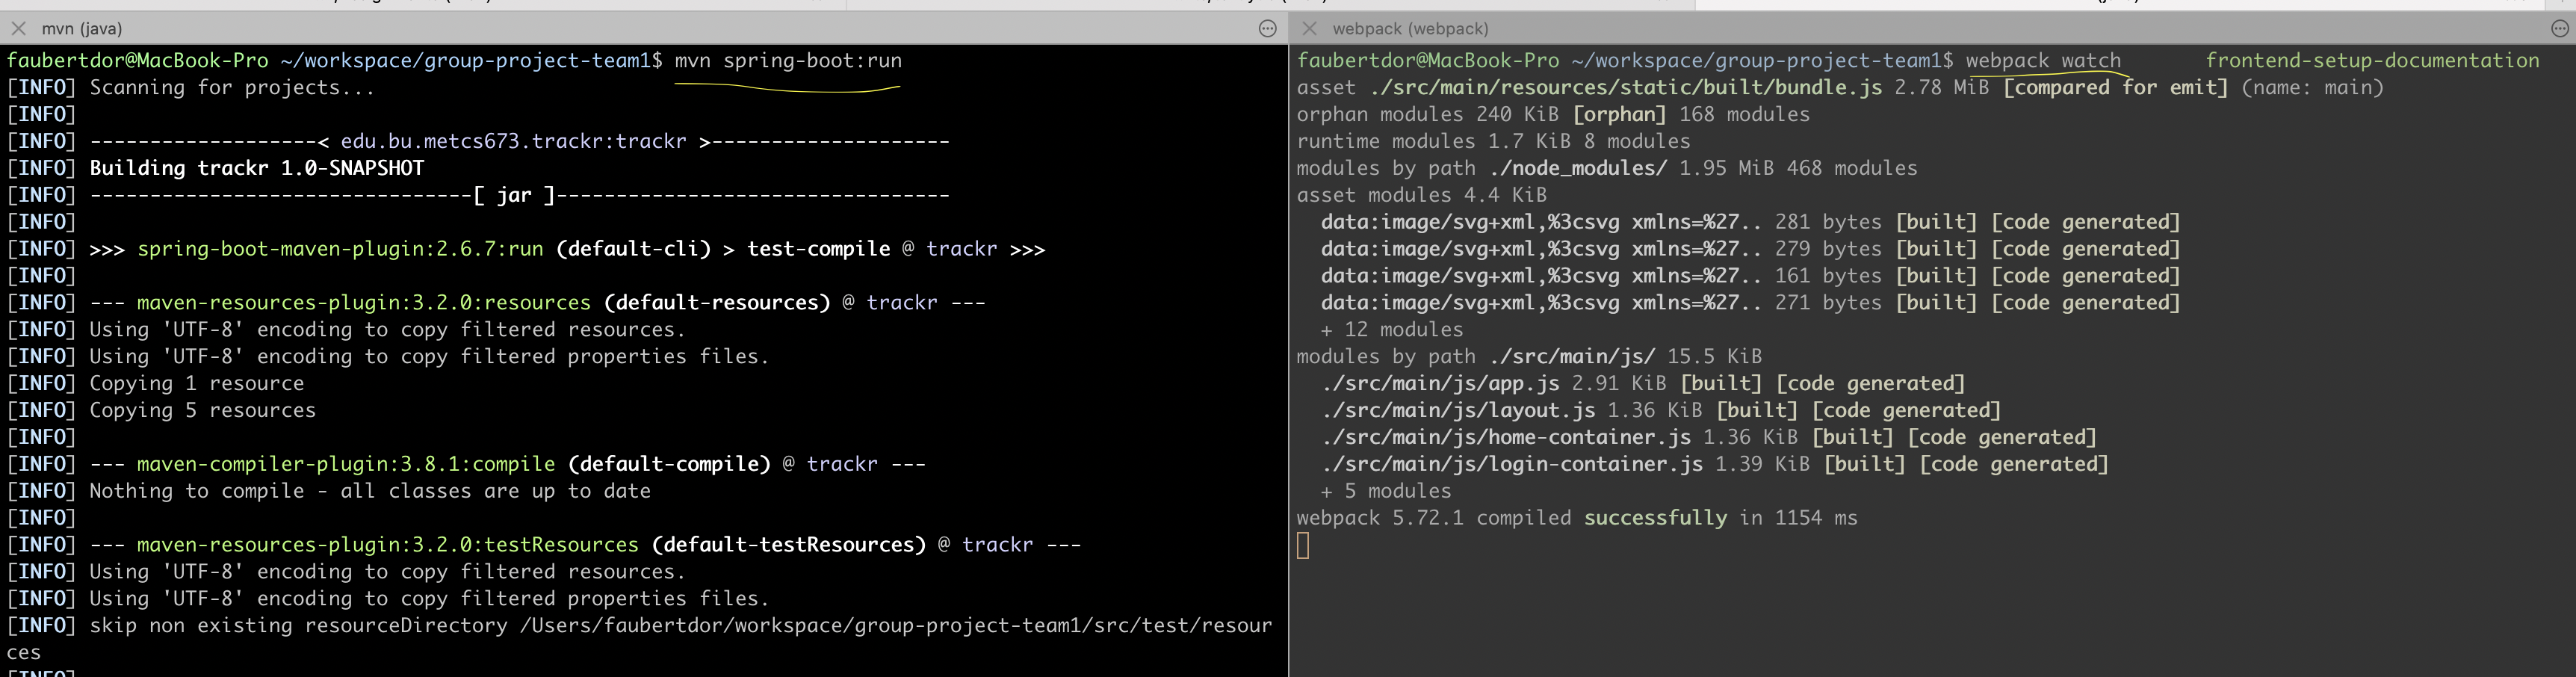 mvn (java)
faubertdor@MacBook-Pro ~/workspace/group-project-team1$ mvn spring-boot:run
[INFO] Scanning for projects...
[INFO]
[INFO] -------------------< edu.bu.metcs673.trackr:trackr >--------------------
[INFO] Building trackr 1.0-SNAPSHOT
[INFO] --------------------------------[ jar ]---------------------------------
[INFO]
[INFO] >>> spring-boot-maven-plugin:2.6.7:run (default-cli) > test-compile @ trackr >>>
[INFO]
[INFO] --- maven-resources-plugin:3.2.0:resources (default-resources) @ trackr ---
[INFO] Using 'UTF-8' encoding to copy filtered resources.
[INFO] Using 'UTF-8' encoding to copy filtered properties files.
[INFO] Copying 1 resource
[INFO] Copying 5 resources
[INFO]
[INFO] --- maven-compiler-plugin:3.8.1:compile (default-compile) @ trackr ---
[INFO] Nothing to compile - all classes are up to date
[INFO]
[INFO] --- maven-resources-plugin:3.2.0:testResources (default-testResources) @ trackr ---
[INFO] Using 'UTF-8' encoding to copy filtered resources.
[INFO] Using 'UTF-8' encoding to copy filtered properties files.
[INFO] skip non existing resourceDirectory /Users/faubertdor/workspace/group-project-team1/src/test/resour
ces
[INFO]
webpack (webpack)
faubertdor@MacBook-Pro ~/workspace/group-project-team1$ webpack watch frontend-setup-documentation
asset ./src/main/resources/static/built/bundle.js 2.78 MiB [compared for emit] (name: main)
orphan modules 240 KiB [orphan] 168 modules
runtime modules 1.7 KiB 8 modules
modules by path ./node_modules/ 1.95 MiB 468 modules
asset modules 4.4 KiB
data:image/svg+xml,%3csvg xmlns=%27.. 281 bytes [built] [code generated]
data:image/svg+xml,%3csvg xmlns=%27.. 279 bytes [built] [code generated]
data:image/svg+xml,%3csvg xmlns=%27.. 161 bytes [built] [code generated]
data:image/svg+xml,%3csvg xmlns=%27.. 271 bytes [built] [code generated]
+ 12 modules
modules by path ./src/main/js/ 15.5 KiB
./src/main/js/app.js 2.91 KiB [built] [code generated]
./src/main/js/layout.js 1.36 KiB [built] [code generated]
./src/main/js/home-container.js 1.36 KiB [built] [code generated]
./src/main/js/login-container.js 1.39 KiB [built] [code generated]
+ 5 modules
webpack 5.72.1 compiled successfully in 1154 ms